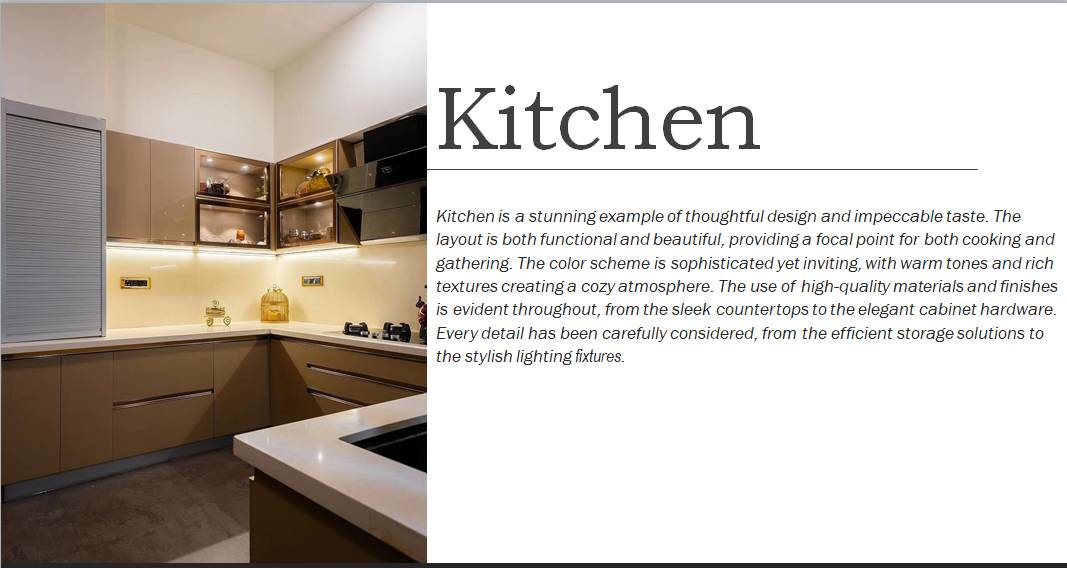 Kitchen
Kitchen is a stunning example of thoughtful design and impeccable taste. The
layout is both functional and beautiful, providing a focal point for both cooking and
gathering. The color scheme is sophisticated yet inviting, with warm tones and rich
textures creating a cozy atmosphere. The use of high-quality materials and finishes
is evident throughout, from the sleek countertops to the elegant cabinet hardware.
Every detail has been carefully considered, from the efficient storage solutions to
the stylish lighting fixtures.